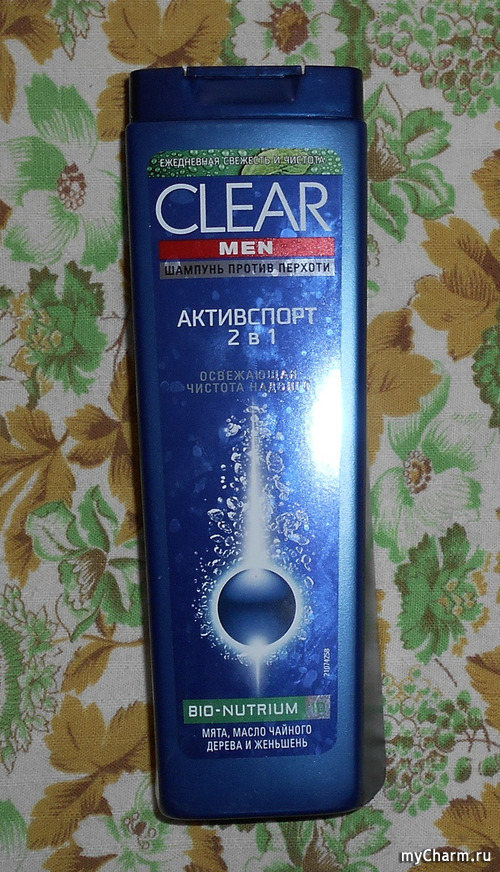 ЕЖЕДНЕВНАЯ СВЕЖЕСТЬ И ЧИСТОТА
CLEAR
MEN
ШАМПУНЬ ПРОТИВ ПЕРХОТИ
АКТИВСПОРТ
2 в 1
ОСВЕЖАЮЩАЯ
ЧИСТОТА НАДОЛГО
21074258
BIO-NUTRIUM
МЯТА, МАСЛО ЧАЙНОГО
ДЕРЕВА И ЖЕНЬШЕНЬ
myCharm.ru